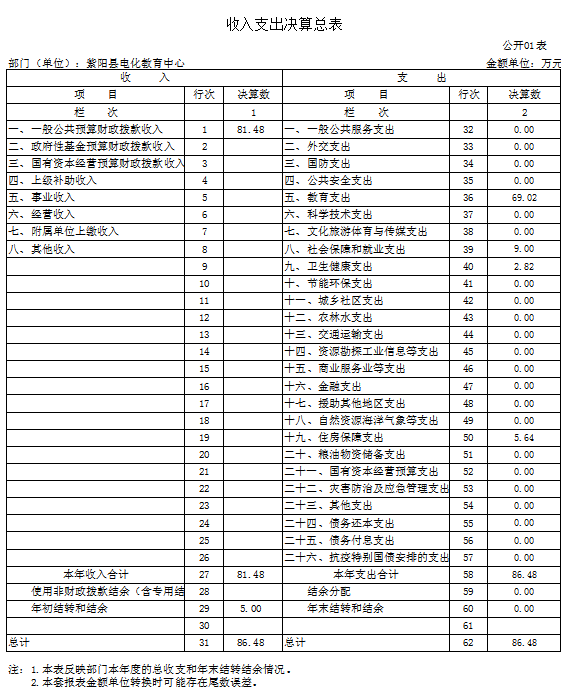 收入支出决算总表
公开01表
部门（单位）：紫阳县电化教育中心 金额单位：万元
收 入 支 出
项 目 行次 决算数 项 目 行次 决算数
栏 次 1 栏 次 2
一、一般公共预算财政拨款收入 1 81.48 一、一般公共服务支出 32 0.00
二、政府性基金预算财政拨款收入 2 二、外交支出 33 0.00
三、国有资本经营预算财政拨款收入 3 三、国防支出 34 0.00
四、上级补助收入 4 四、公共安全支出 35 0.00
五、事业收入 5 五、教育支出 36 69.02
六、经营收入 6 六、科学技术支出 37 0.00
七、附属单位上缴收入 7 七、文化旅游体育与传媒支出 38 0.00
八、其他收入 8 八、社会保障和就业支出 39 9.00
9 九、卫生健康支出 40 2.82
10 十、节能环保支出 41 0.00
11 十一、城乡社区支出 42 0.00
12 十二、农林水支出 43 0.00
13 十三、交通运输支出 44 0.00
14 十四、资源勘探工业信息等支出 45 0.00
15 十五、商业服务业等支出 46 0.00
16 十六、金融支出 47 0.00
17 十七、援助其他地区支出 48 0.00
18 十八、自然资源海洋气象等支出 49 0.00
19 十九、住房保障支出 50 5.64
20 二十、粮油物资储备支出 51 0.00
21 二十一、国有资本经营预算支出 52 0.00
22 二十二、灾害防治及应急管理支出 53 0.00
23 二十三、其他支出 54 0.00
24 二十四、债务还本支出 55 0.00
25 二十五、债务付息支出 56 0.00
26 二十六、抗疫特别国债安排的支出 57 0.00
本年收入合计 27 81.48 本年支出合计 58 86.48
使用非财政拨款结余（含专用结 28 结余分配 59 0.00
年初结转和结余 29 5.00 年末结转和结余 60 0.00
30 61
总计 31 86.48 总计 62 86.48
注：1.本表反映部门本年度的总收支和年末结转结余情况。
2.本套报表金额单位转换时可能存在尾数误差。